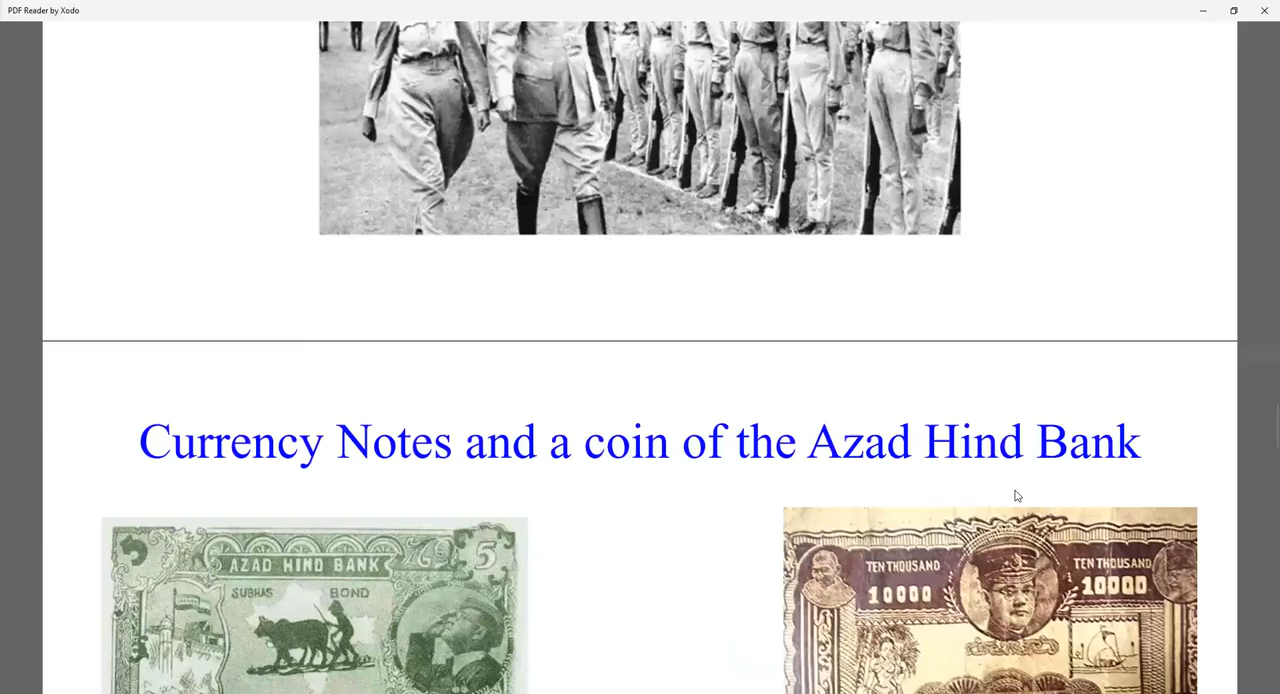 PDF Reader by Xodo
Currency Notes and a coin of the Azad Hind Bank
5
5
AZAD HIND BANK
SUBHAS BOND
TEN THOUSAND
TEN THOUSAND
10000
10000